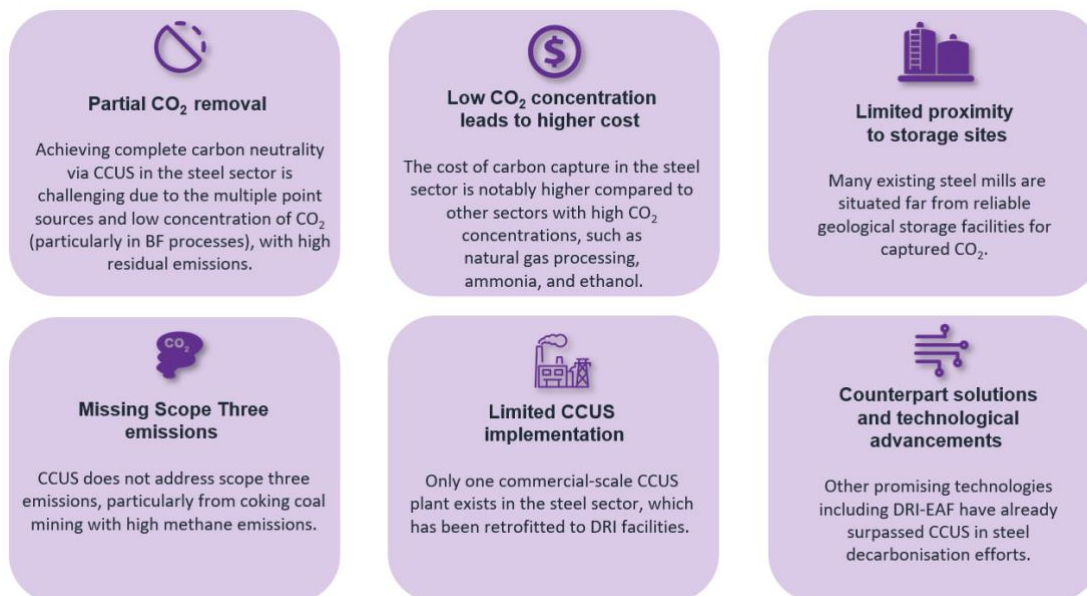 Partial CO₂ removal
Achieving complete carbon neutrality
via CCUS in the steel sector is
challenging due to the multiple point
sources and low concentration of CO₂
(particularly in BF processes), with high
residual emissions.
Low CO₂ concentration
leads to higher cost
The cost of carbon capture in the steel
sector is notably higher compared to
other sectors with high CO₂
concentrations, such as
natural gas processing,
ammonia, and ethanol.
Limited proximity
to storage sites
Many existing steel mills are
situated far from reliable
geological storage facilities for
captured CO₂.
CO₂
Missing Scope Three
emissions
CCUS does not address scope three
emissions, particularly from coking coal
mining with high methane emissions.
Limited CCUS
implementation
Only one commercial-scale CCUS
plant exists in the steel sector, which
has been retrofitted to DRI facilities.
Counterpart solutions
and technological
advancements
Other promising technologies
including DRI-EAF have already
surpassed CCUS in steel
decarbonisation efforts.